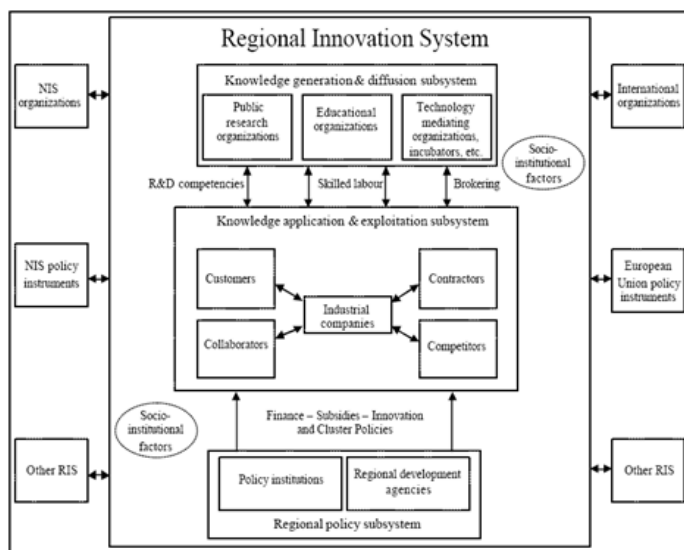 Regional Innovation System
NIS
organizations
Knowledge generation & diffusion subsystem
Public
research
organizations
Educational
organizations
Technology
mediating
organizations,
incubators, etc.
International
organizations
Socio-
institutional
factors
R&D competencies
Skilled labour
Brokering
Knowledge application & exploitation subsystem
NIS policy
instruments
Customers
Contractors
Industrial
companies
Collaborators
Competitors
European
Union policy
instruments
Socio-
institutional
factors
Finance – Subsidies – Innovation
and Cluster Policies
Other RIS
Policy institutions
Regional development
agencies
Regional policy subsystem
Other RIS